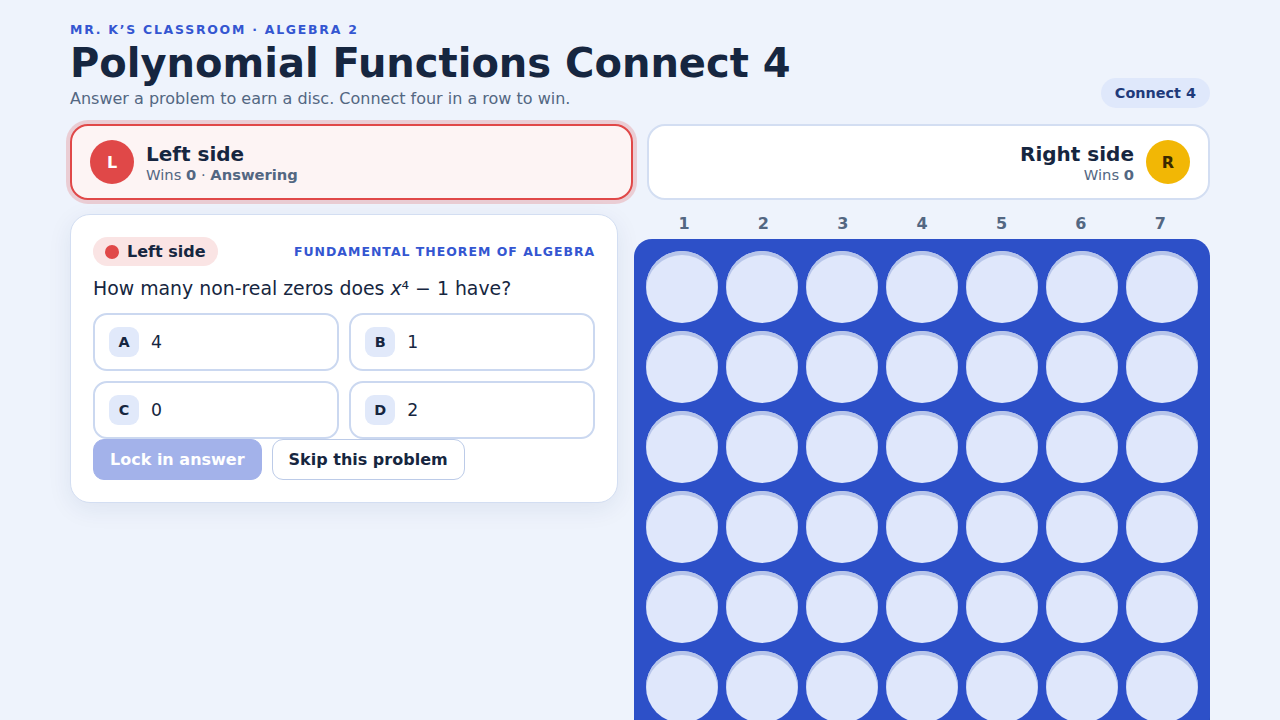 MR. K’S CLASSROOM · ALGEBRA 2
Polynomial Functions Connect 4
Answer a problem to earn a disc. Connect four in a row to win.
Connect 4
L
Left side
Wins 0 · Answering
Right side
Wins 0
R
Left side
FUNDAMENTAL THEOREM OF ALGEBRA
How many non-real zeros does x⁴ − 1 have?
A 4
B 1
C 0
D 2
Lock in answer
Skip this problem
1 2 3 4 5 6 7